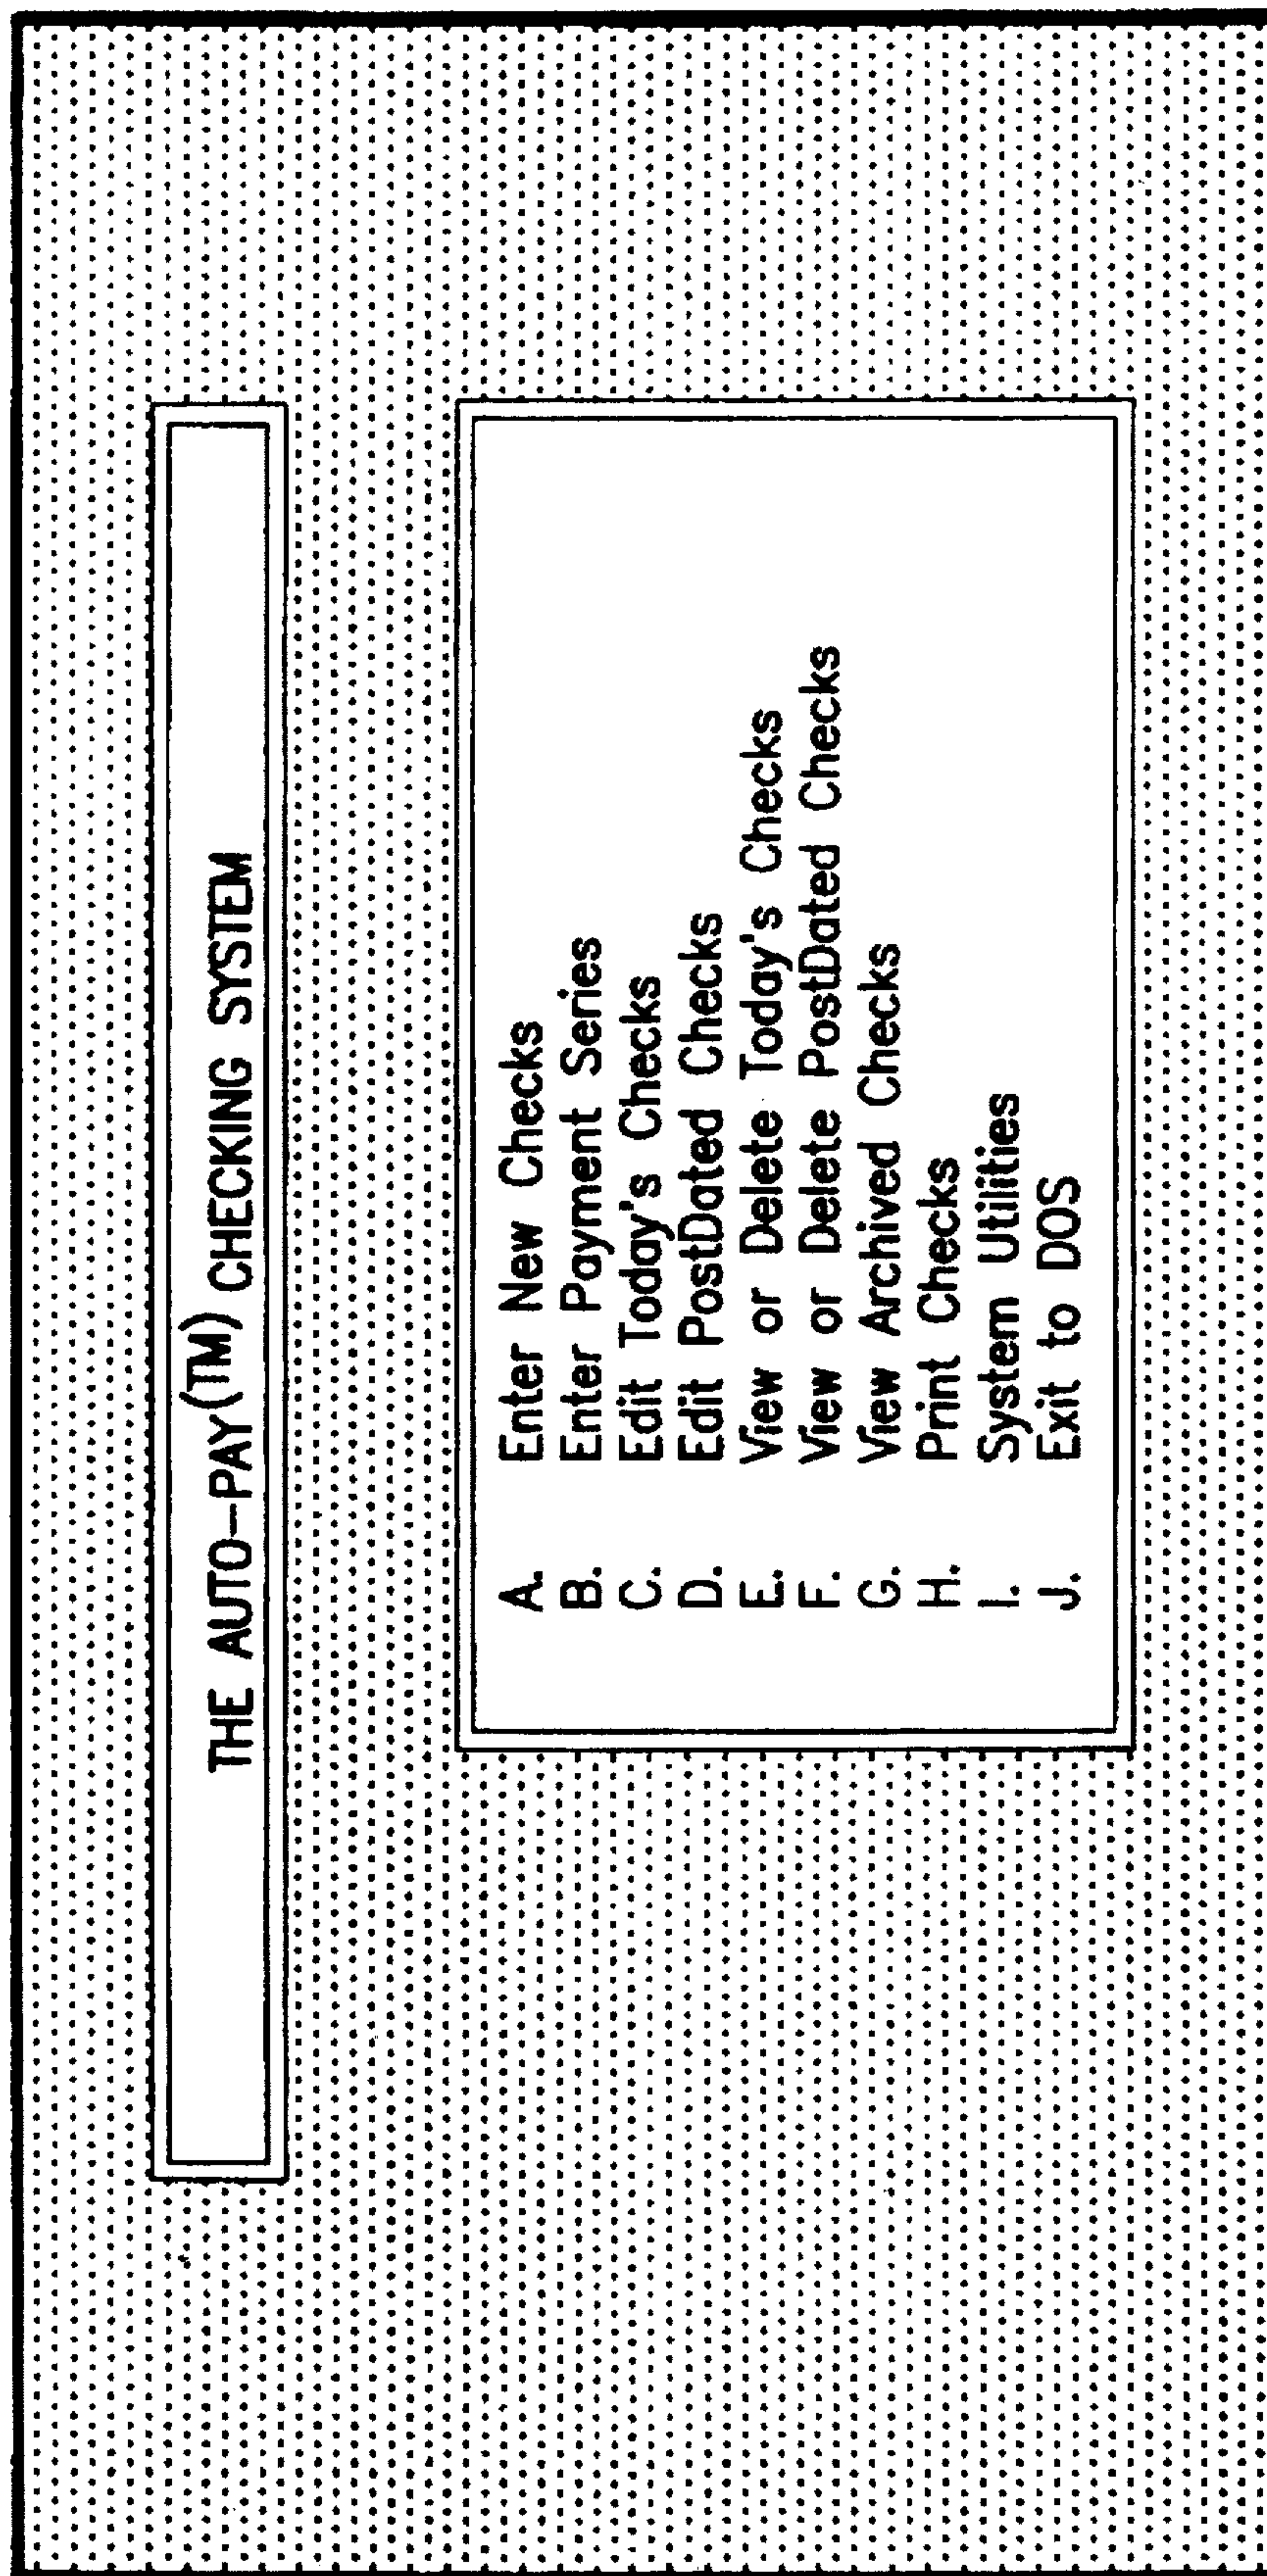 THE AUTO-PAY(TM) CHECKING SYSTEM
A. Enter New Checks
B. Enter Payment Series
C. Edit Today's Checks
D. Edit PostDated Checks
E. View or Delete Today's Checks
F. View or Delete PostDated Checks
G. View Archived Checks
H. Print Checks
I. System Utilities
J. Exit to DOS